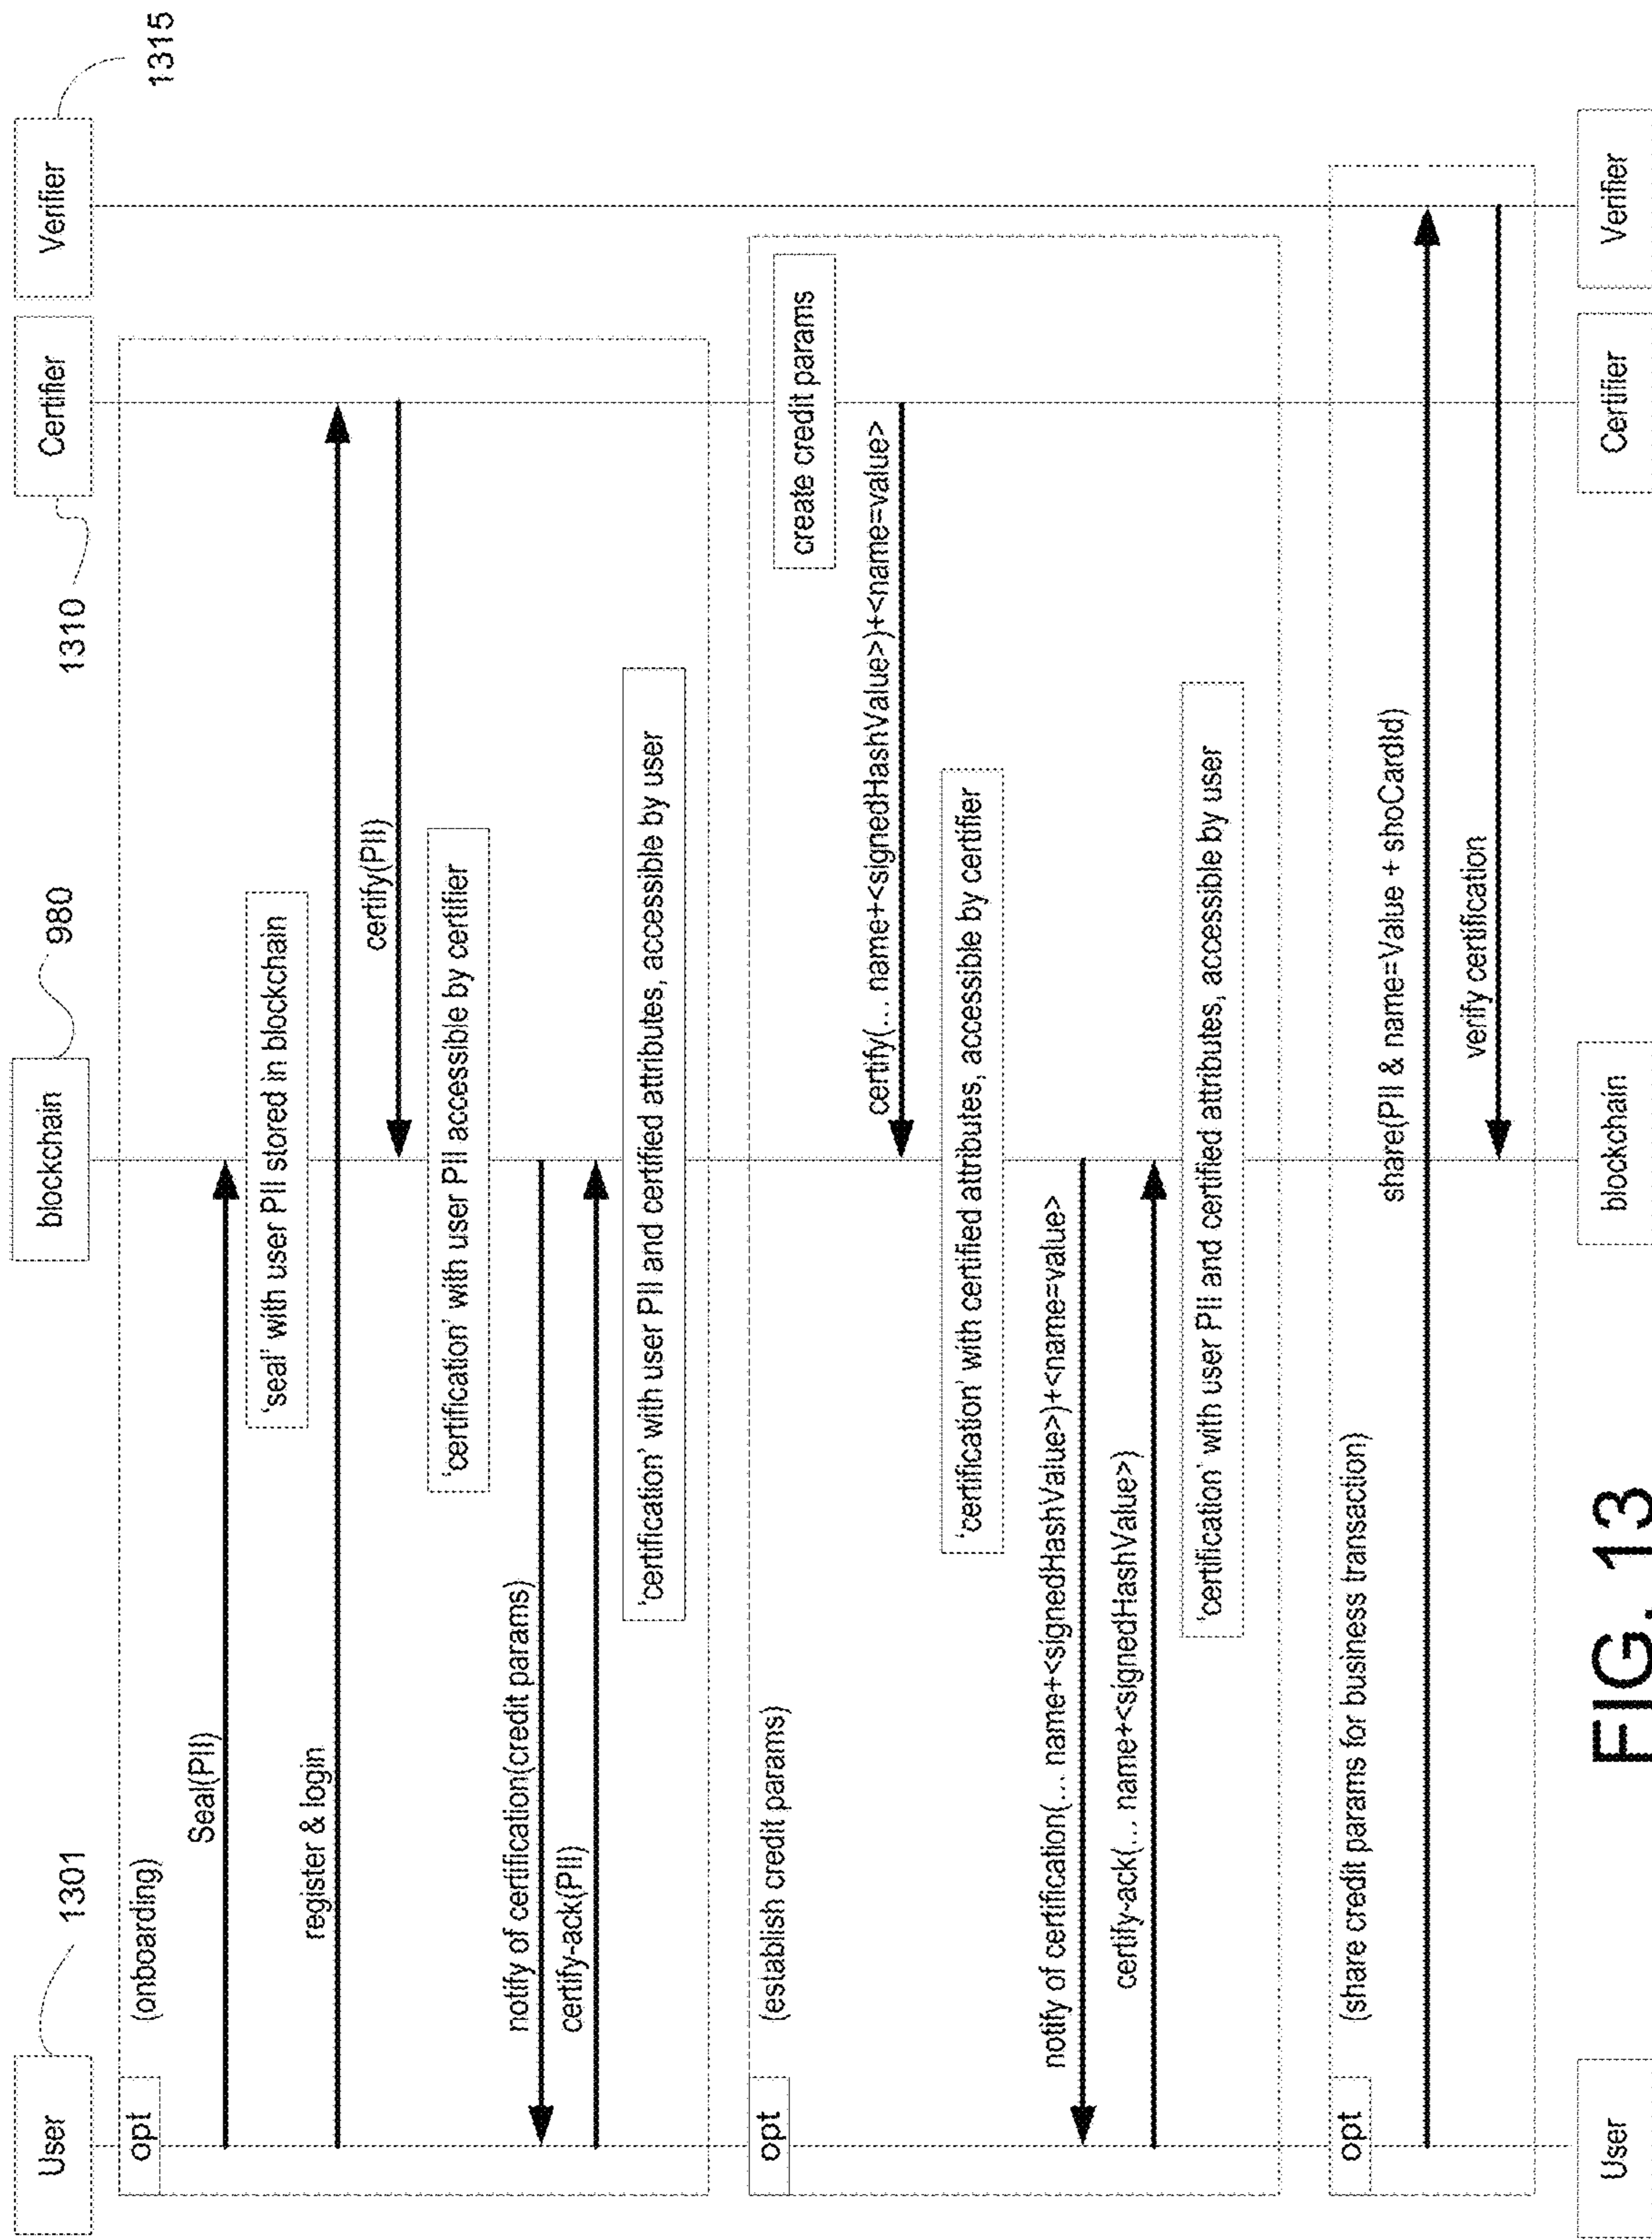 1301
980
1310
1315
User
blockchain
Certifier
Verifier
opt
(onboarding)
Seal(PII)
'seal' with user PII stored in blockchain
register & login
certify(PII)
'certification' with user PII accessible by certifier
notify of certification(credit params)
certify-ack(PII)
'certification' with user PII and certified attributes, accessible by user
opt
(establish credit params)
create credit params
certify(... name+<signedHashValue>)+<name=value>
'certification' with certified attributes, accessible by certifier
notify of certification(... name+<signedHashValue>)+<name=value>
certify-ack(... name+<signedHashValue>)
'certification' with user PII and certified attributes, accessible by user
opt
(share credit params for business transaction)
share(PII & name=Value + shoCardId)
verify certification
User
blockchain
Certifier
Verifier
FIG. 13